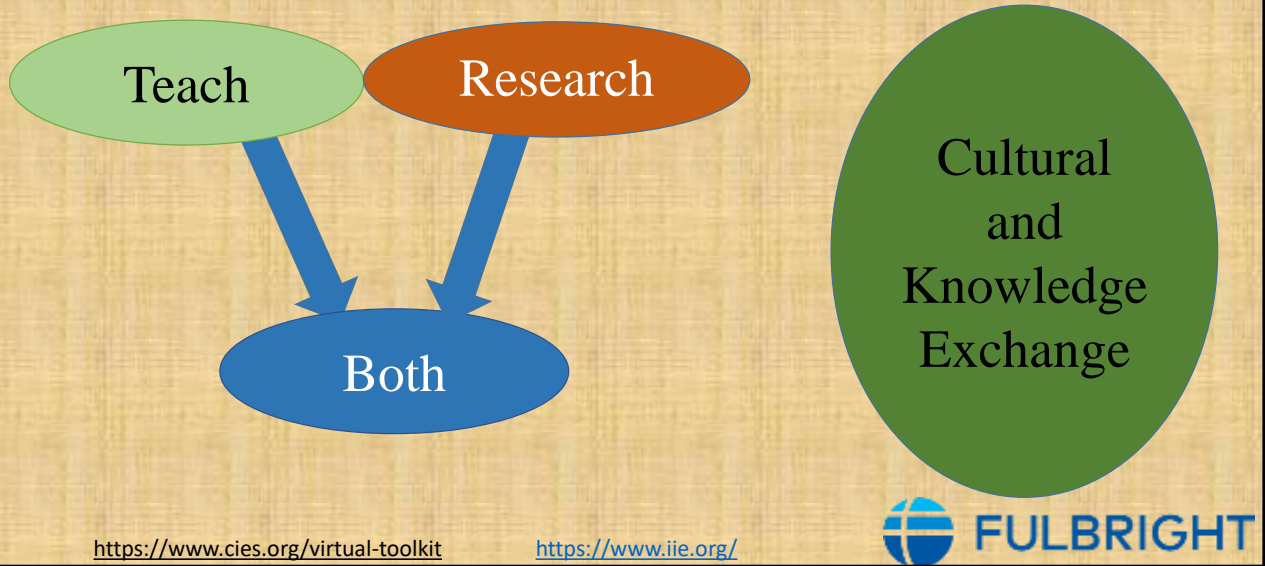 Teach
Research
Both
Cultural
and
Knowledge
Exchange
https://www.cies.org/virtual-toolkit
https://www.iie.org/
FULBRIGHT